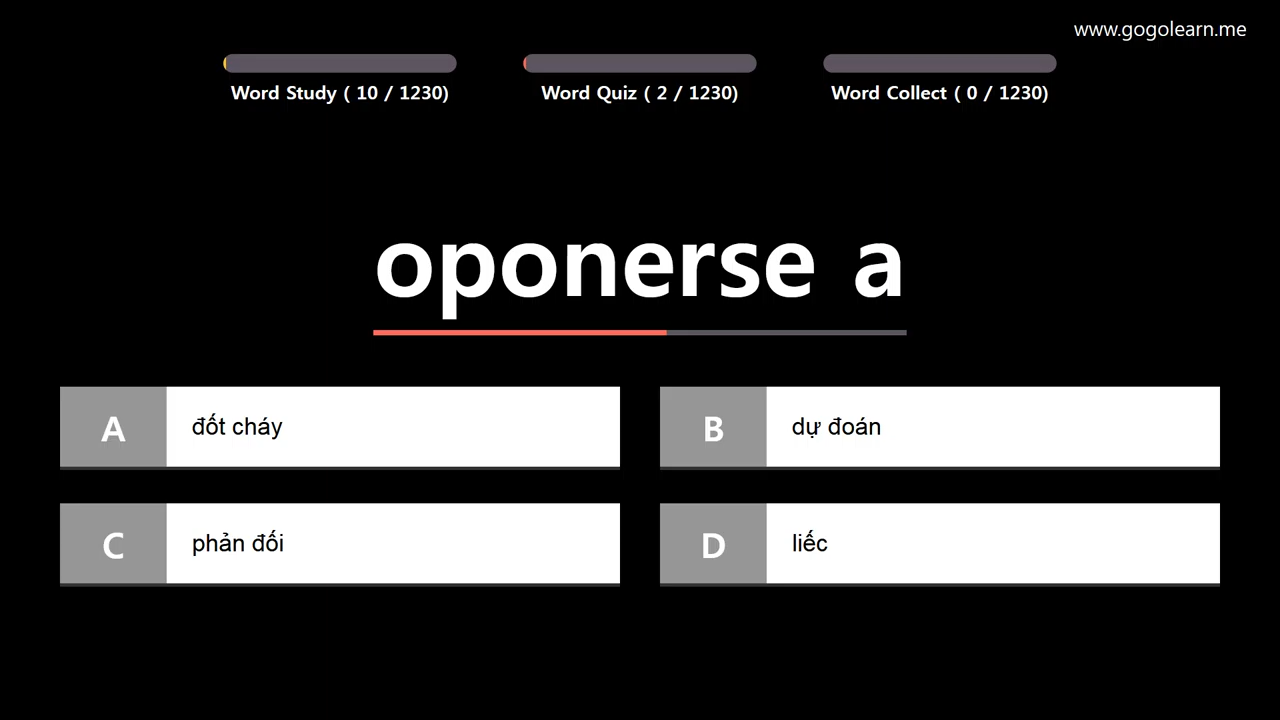 www.gogolearn.me
Word Study ( 10 / 1230)
Word Quiz ( 2 / 1230)
Word Collect ( 0 / 1230)
oponerse a
A đốt cháy
B dự đoán
C phản đối
D liếc